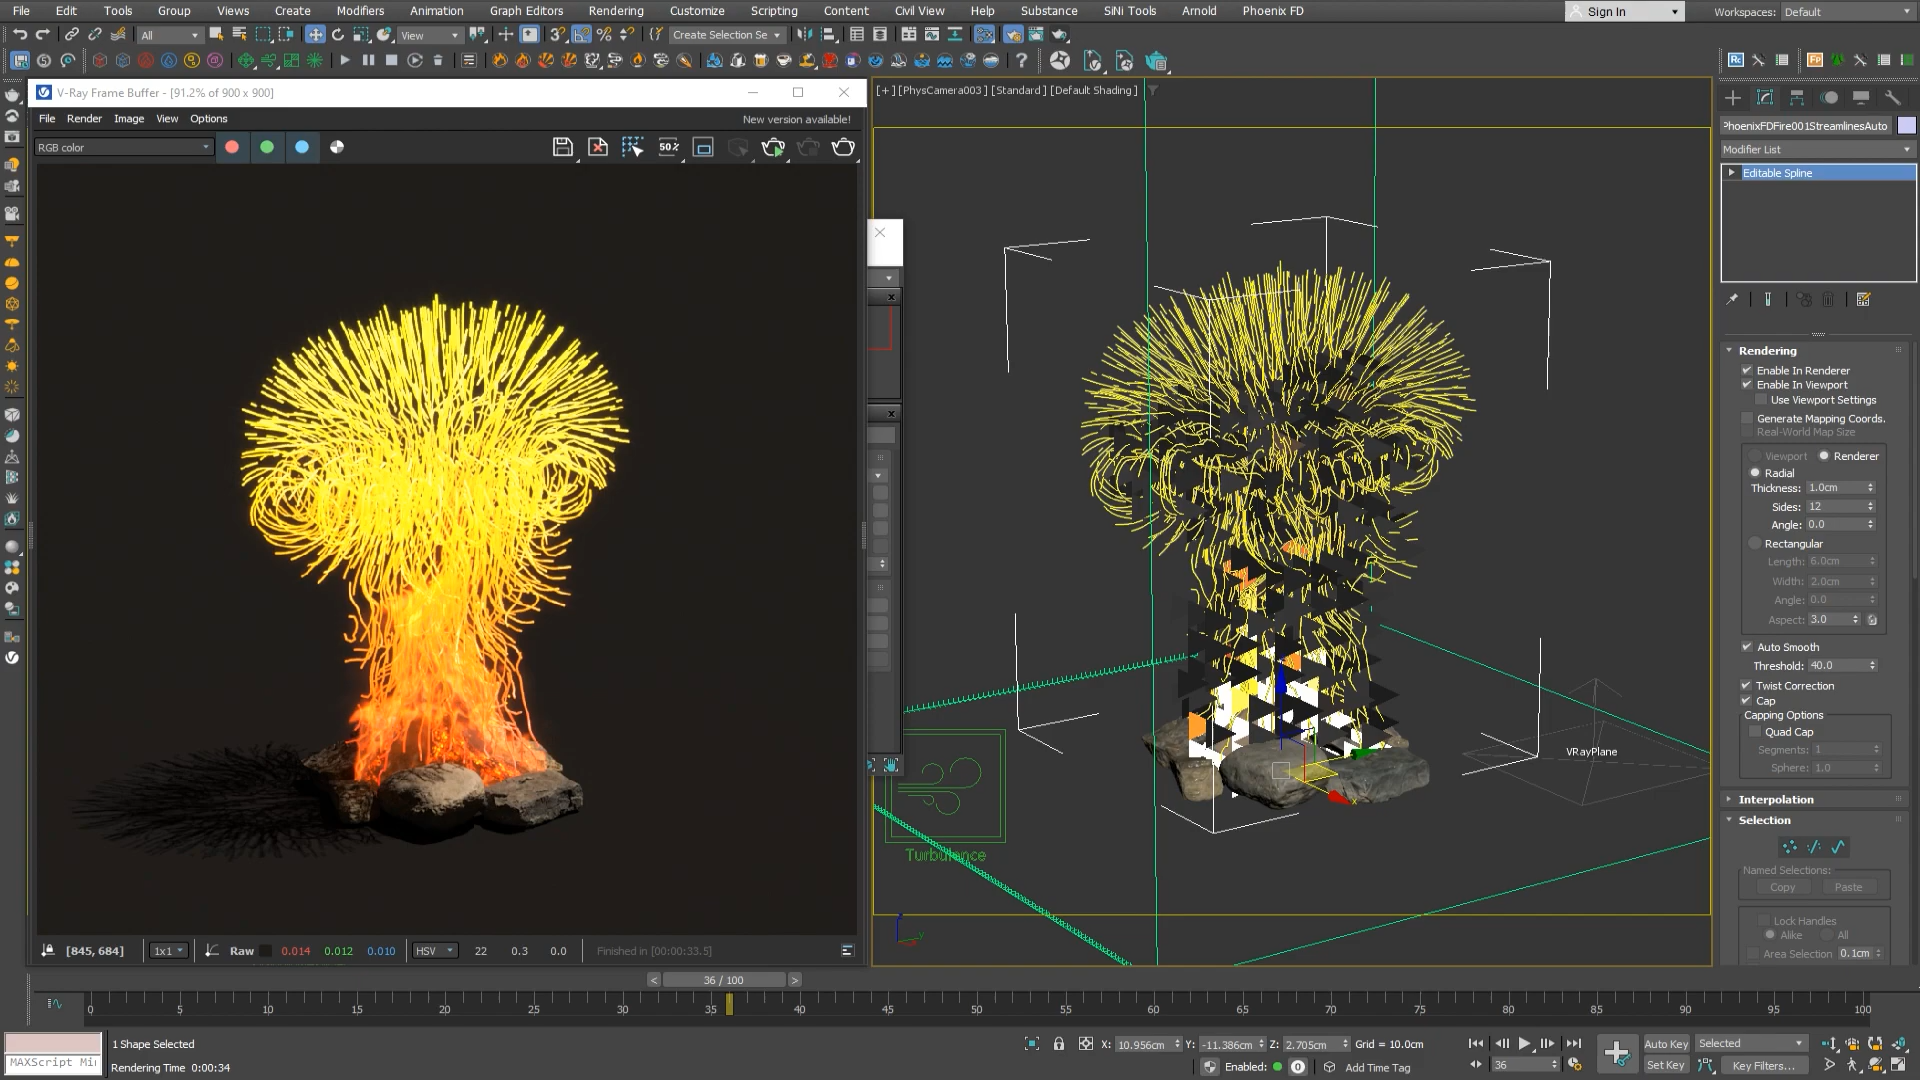 File Edit Tools Group Views Create Modifiers Animation Graph Editors Rendering Customize Scripting Content Civil View Help Substance SiNi Tools Arnold Phoenix FD
Sign In
Workspaces: Default
All
View
Create Selection Se
V-Ray Frame Buffer - [91.2% of 900 x 900]
File Render Image View Options
New version available!
RGB color
50%
[+] [PhysCamera003] [Standard] [Default Shading]
VRayPlane
Turbulence
PhoenixFDFire001StreamlinesAuto
Modifier List
Editable Spline
Rendering
Enable In Renderer
Enable In Viewport
Use Viewport Settings
Generate Mapping Coords.
Real-World Map Size
Viewport Renderer
Radial
Thickness: 1.0cm
Sides: 12
Angle: 0.0
Rectangular
Length: 6.0cm
Width: 2.0cm
Angle: 0.0
Aspect: 3.0
Auto Smooth
Threshold: 40.0
Twist Correction
Cap
Capping Options
Quad Cap
Segments: 1
Sphere: 1.0
Interpolation
Selection
Named Selections:
Copy Paste
Lock Handles
Alike All
Area Selection 0.1cm
[845, 684] 1x1 Raw 0.014 0.012 0.010 HSV 22 0.3 0.0 Finished in [00:00:33.5]
< 36 / 100 >
0 5 10 15 20 25 30 35 40 45 50 55 60 65 70 75 80 85 90 95 100
1 Shape Selected
MAXScript Mi
Rendering Time 0:00:34
X: 10.956cm Y: -11.386cm Z: 2.705cm Grid = 10.0cm
Enabled: 0 Add Time Tag
36
Auto Key Selected
Set Key Key Filters...